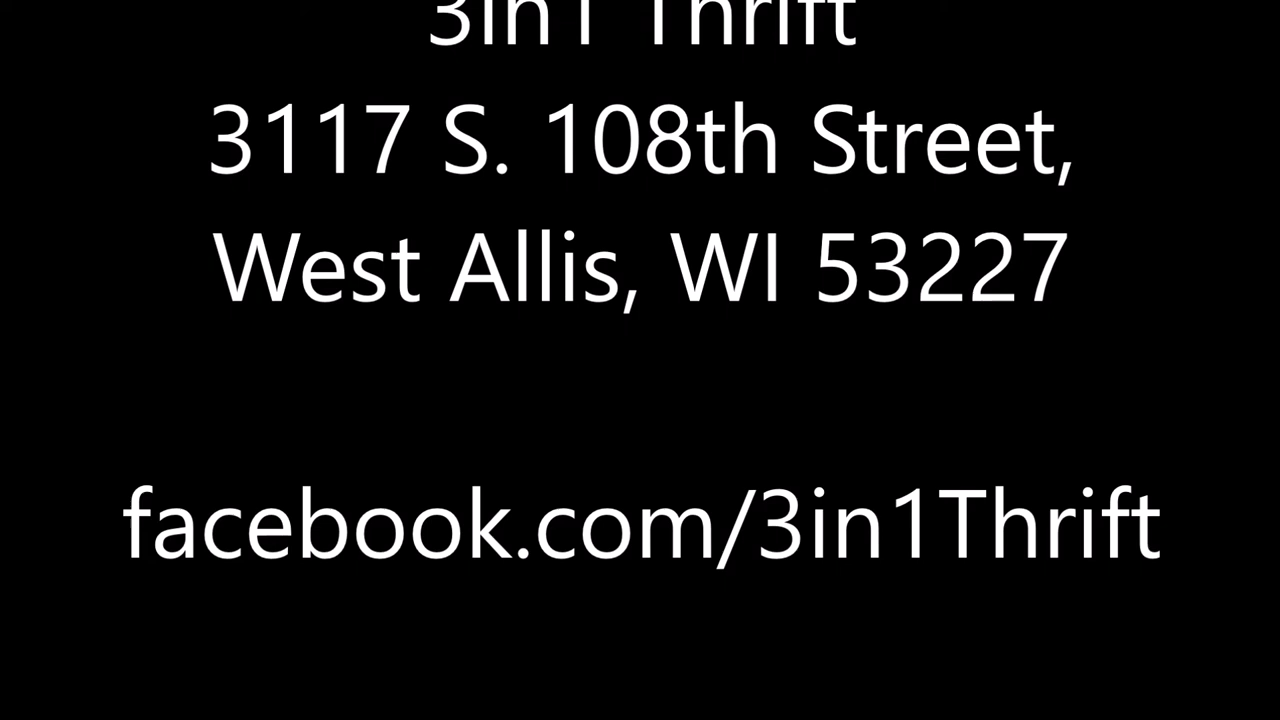 3in1 Thrift
3117 S. 108th Street,
West Allis, WI 53227
facebook.com/3in1Thrift